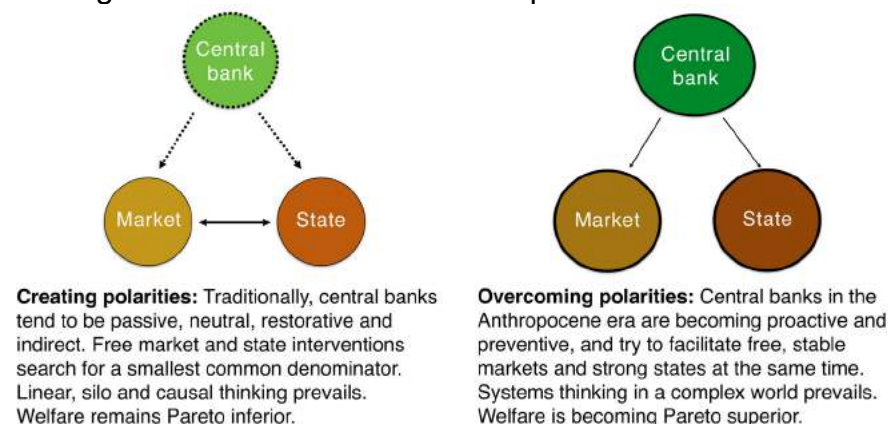 Central
bank
Market
State
Creating polarities: Traditionally, central banks
tend to be passive, neutral, restorative and
indirect. Free market and state interventions
search for a smallest common denominator.
Linear, silo and causal thinking prevails.
Welfare remains Pareto inferior.
Central
bank
Market
State
Overcoming polarities: Central banks in the
Anthropocene era are becoming proactive and
preventive, and try to facilitate free, stable
markets and strong states at the same time.
Systems thinking in a complex world prevails.
Welfare is becoming Pareto superior.